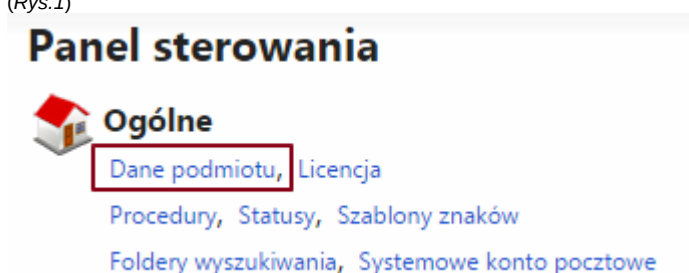 (Rys.1)
Panel sterowania
Ogólne
Dane podmiotu, Licencja
Procedury, Statusy, Szablony znaków
Foldery wyszukiwania, Systemowe konto pocztowe